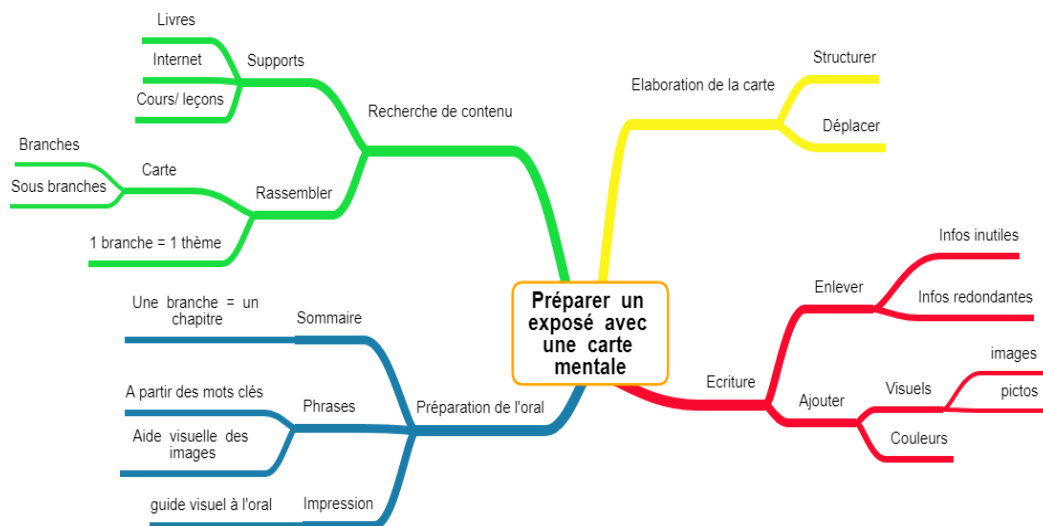 Préparer un
exposé avec
une carte
mentale
Recherche de contenu
Supports
Livres
Internet
Cours/ leçons
Rassembler
Carte
Branches
Sous branches
1 branche = 1 thème
Elaboration de la carte
Structurer
Déplacer
Ecriture
Enlever
Infos inutiles
Infos redondantes
Ajouter
Visuels
images
pictos
Couleurs
Préparation de l'oral
Sommaire
Une branche = un
chapitre
Phrases
A partir des mots clés
Aide visuelle des
images
Impression
guide visuel à l'oral